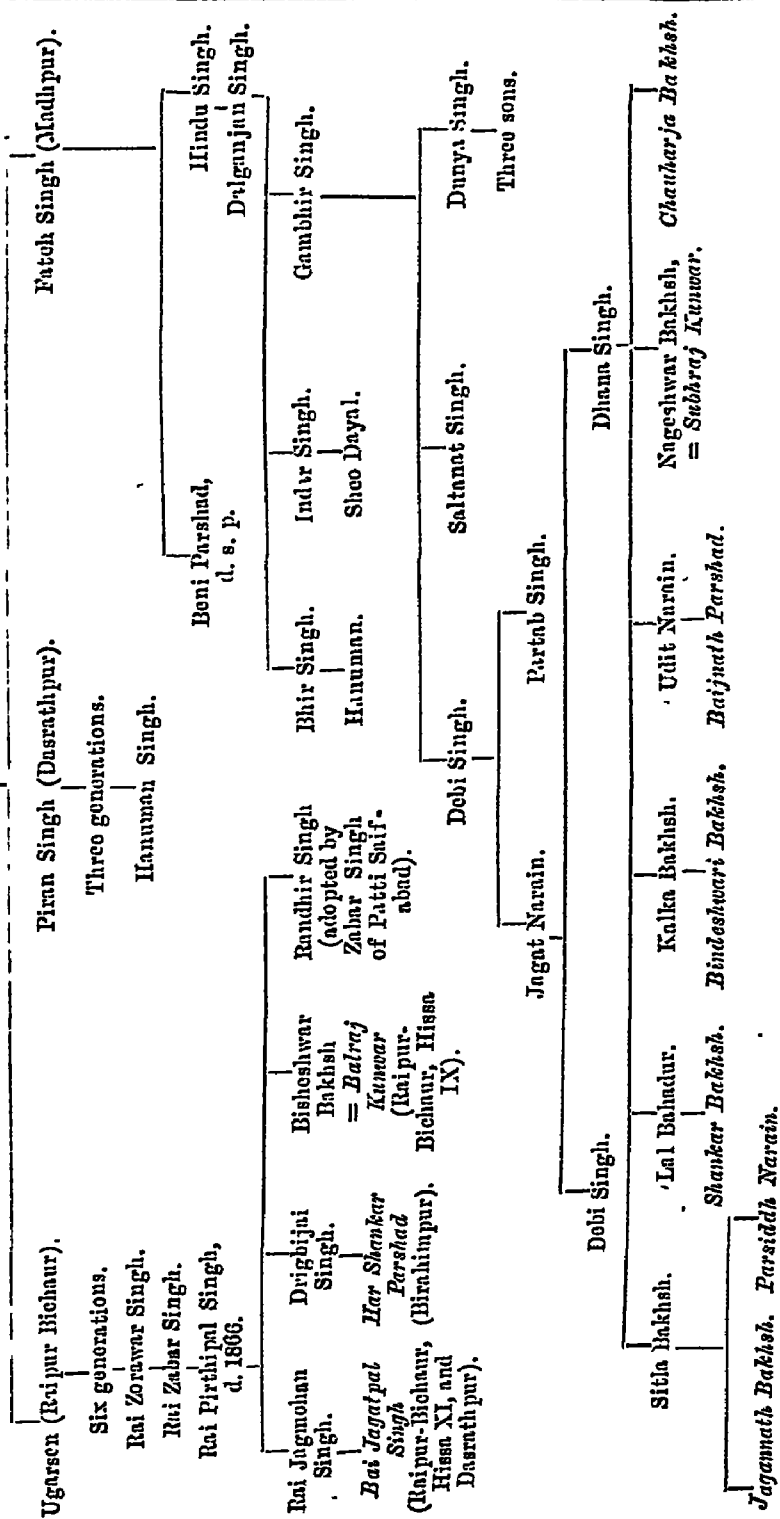 Ugarsen (Raipur Bichaur).
Piran Singh (Dasrathpur).
Fateh Singh (Madhpur).
Six generations.
Three generations.
Rai Zorawar Singh.
Hanuman Singh.
Rai Zabar Singh.
Rai Pirthipal Singh,
d. 1866.
Beni Parshad,
d. s. p.
Hindu Singh.
Dalganjan Singh.
Rai Jagmohan
Singh.
Drigbijai
Singh.
Bisheshwar
Bakhsh
= Balraj
Kunwar
(Raipur-
Bichaur, Hissa
IX).
Randhir Singh
(adopted by
Zabar Singh
of Patti Saif-
abad).
Bhir Singh.
Indar Singh.
Gambhir Singh.
Rai Jagatpal
Singh
(Raipur-Bichaur,
Hissa XI, and
Dasrathpur).
Har Shankar
Parshad
(Birahimpur).
Hanuman.
Sheo Dayal.
Debi Singh.
Saltanat Singh.
Dunya Singh.
Three sons.
Jagat Narain.
Partab Singh.
Debi Singh.
Dhana Singh.
Sitla Bakhsh.
Lal Bahadur.
Kalka Bakhsh.
Udit Narain.
Nageshwar Bakhsh,
= Subhraj Kunwar.
Chauharja Bakhsh.
Shankar Bakhsh.
Bindeshwari Bakhsh.
Baijnath Parshad.
Jagannath Bakhsh.
Parsiddh Narain.